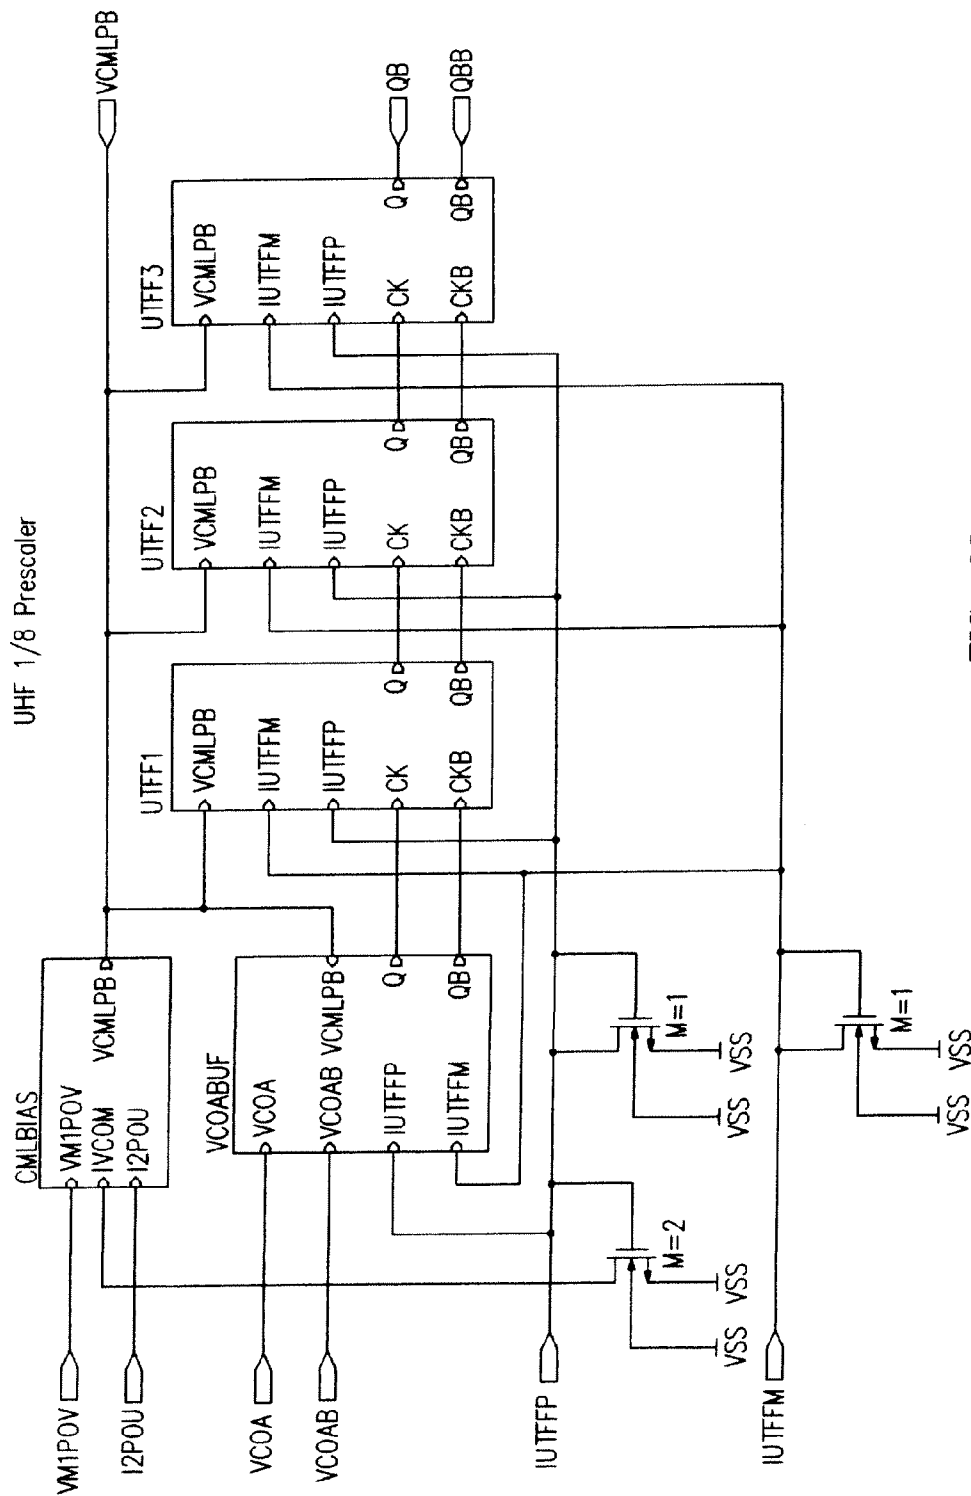 UHF 1/8 Prescaler
VCMLPB
CMLBIAS
VM1POV
IVCOM
I2POU
VCMLPB
VM1POV
I2POU
VCOABUF
VCOA
VCOAB
VCMLPB
IUTFFP
IUTFFM
Q
QB
VCOA
VCOAB
UTFF1
VCMLPB
IUTFFM
IUTFFP
CK
CKB
Q
QB
UTFF2
VCMLPB
IUTFFM
IUTFFP
CK
CKB
Q
QB
UTFF3
VCMLPB
IUTFFM
IUTFFP
CK
CKB
Q
QB
QB
QBB
IUTFFP
M=2
VSS
VSS
M=1
VSS
VSS
IUTFFM
M=1
VSS
VSS